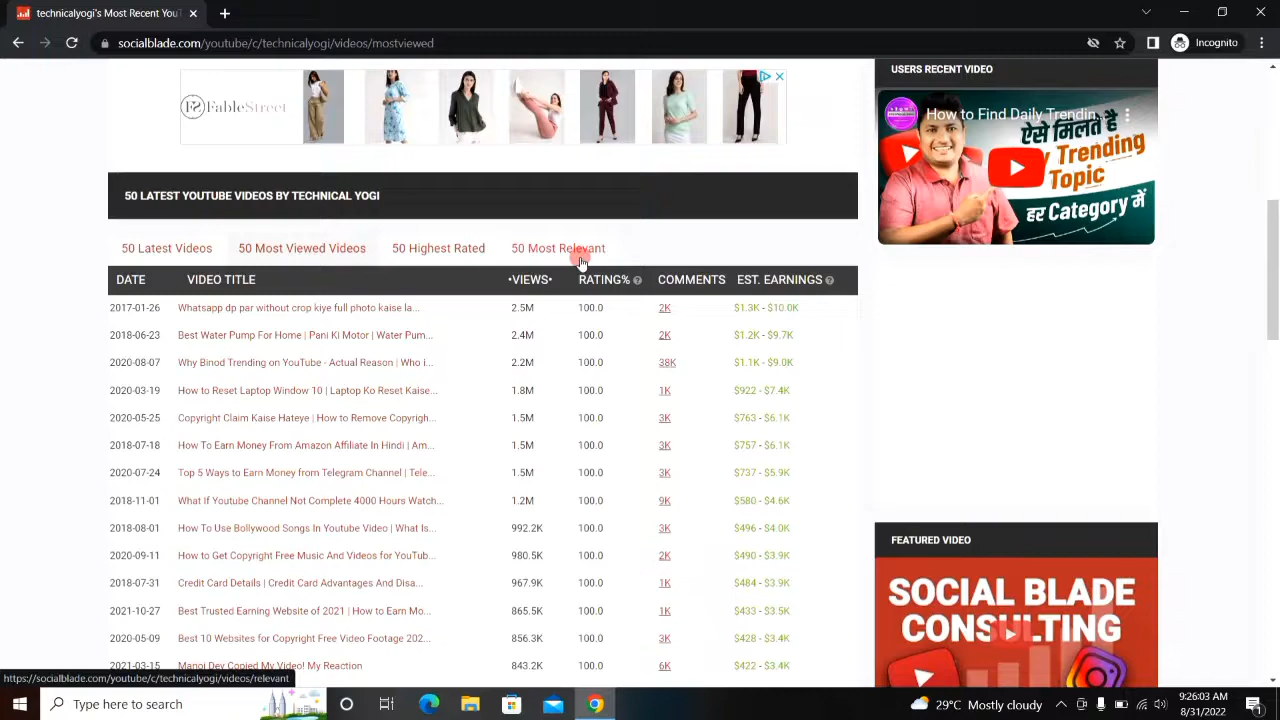 technicalyogi's Most Viewed You
socialblade.com/youtube/c/technicalyogi/videos/mostviewed
Incognito
FableStreet
USERS RECENT VIDEO
How to Find Daily Trendin...
ऐसे मिलते है
Trending
Topic
हर Category में
50 LATEST YOUTUBE VIDEOS BY TECHNICAL YOGI
50 Latest Videos 50 Most Viewed Videos 50 Highest Rated 50 Most Relevant
DATE VIDEO TITLE •VIEWS• RATING% COMMENTS EST. EARNINGS
2017-01-26 Whatsapp dp par without crop kiye full photo kaise la... 2.5M 100.0 2K $1.3K - $10.0K
2018-06-23 Best Water Pump For Home | Pani Ki Motor | Water Pum... 2.4M 100.0 2K $1.2K - $9.7K
2020-08-07 Why Binod Trending on YouTube - Actual Reason | Who i... 2.2M 100.0 38K $1.1K - $9.0K
2020-03-19 How to Reset Laptop Window 10 | Laptop Ko Reset Kaise... 1.8M 100.0 1K $922 - $7.4K
2020-05-25 Copyright Claim Kaise Hateye | How to Remove Copyrigh... 1.5M 100.0 3K $763 - $6.1K
2018-07-18 How To Earn Money From Amazon Affiliate In Hindi | Am... 1.5M 100.0 3K $757 - $6.1K
2020-07-24 Top 5 Ways to Earn Money from Telegram Channel | Tele... 1.5M 100.0 3K $737 - $5.9K
2018-11-01 What If Youtube Channel Not Complete 4000 Hours Watch... 1.2M 100.0 9K $580 - $4.6K
2018-08-01 How To Use Bollywood Songs In Youtube Video | What Is... 992.2K 100.0 3K $496 - $4.0K
2020-09-11 How to Get Copyright Free Music And Videos for YouTub... 980.5K 100.0 2K $490 - $3.9K
2018-07-31 Credit Card Details | Credit Card Advantages And Disa... 967.9K 100.0 1K $484 - $3.9K
2021-10-27 Best Trusted Earning Website of 2021 | How to Earn Mo... 865.5K 100.0 1K $433 - $3.5K
2020-05-09 Best 10 Websites for Copyright Free Video Footage 202... 856.3K 100.0 3K $428 - $3.4K
2021-03-15 Manoj Dey Copied My Video! My Reaction 843.2K 100.0 6K $422 - $3.4K
FEATURED VIDEO
SOCIAL BLADE
CONSULTING
https://socialblade.com/youtube/c/technicalyogi/videos/relevant
Type here to search
29°C Mostly cloudy
9:26:03 AM
8/31/2022